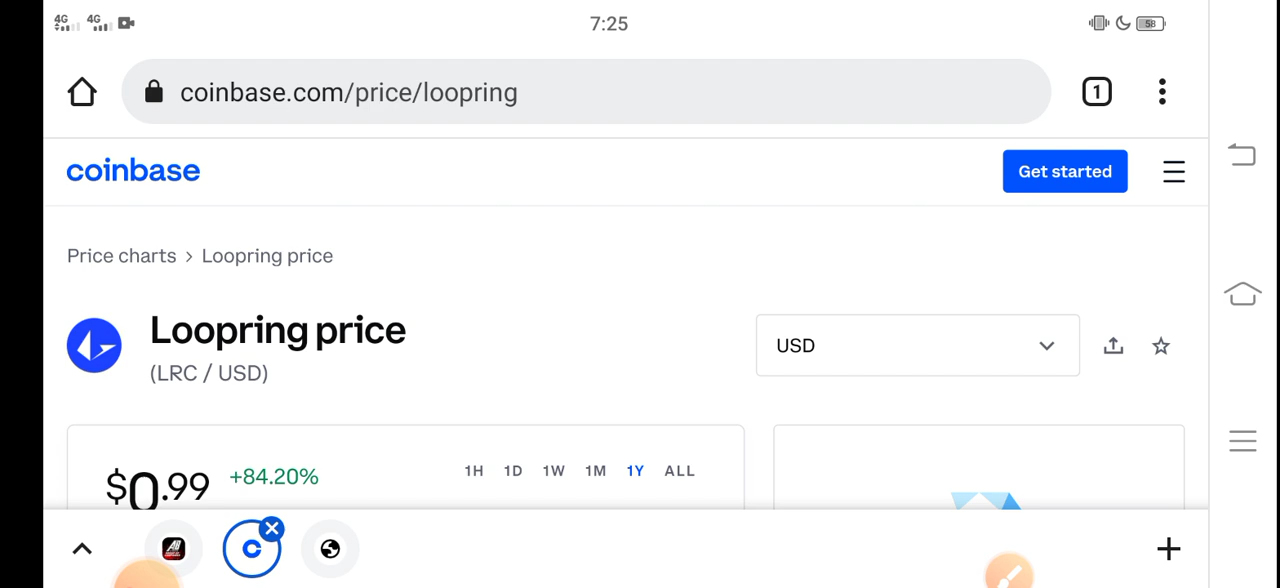 4G 4G 7:25 58
coinbase.com/price/loopring 1
coinbase Get started
Price charts > Loopring price
Loopring price
(LRC / USD)
USD
$0.99 +84.20% 1H 1D 1W 1M 1Y ALL